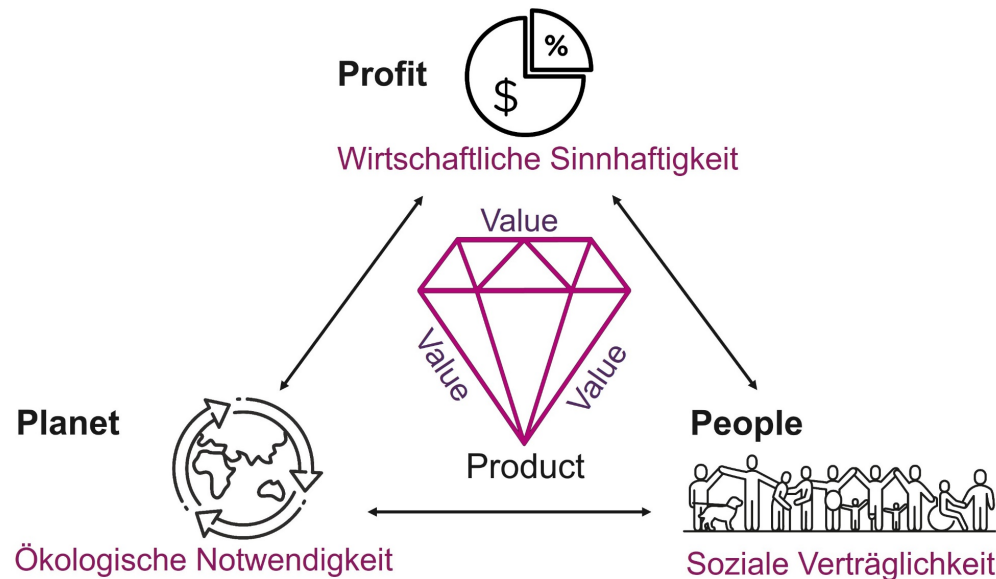 %
Profit
$
Wirtschaftliche Sinnhaftigkeit
Value
Value
Value
Planet
People
Product
Ökologische Notwendigkeit
Soziale Verträglichkeit